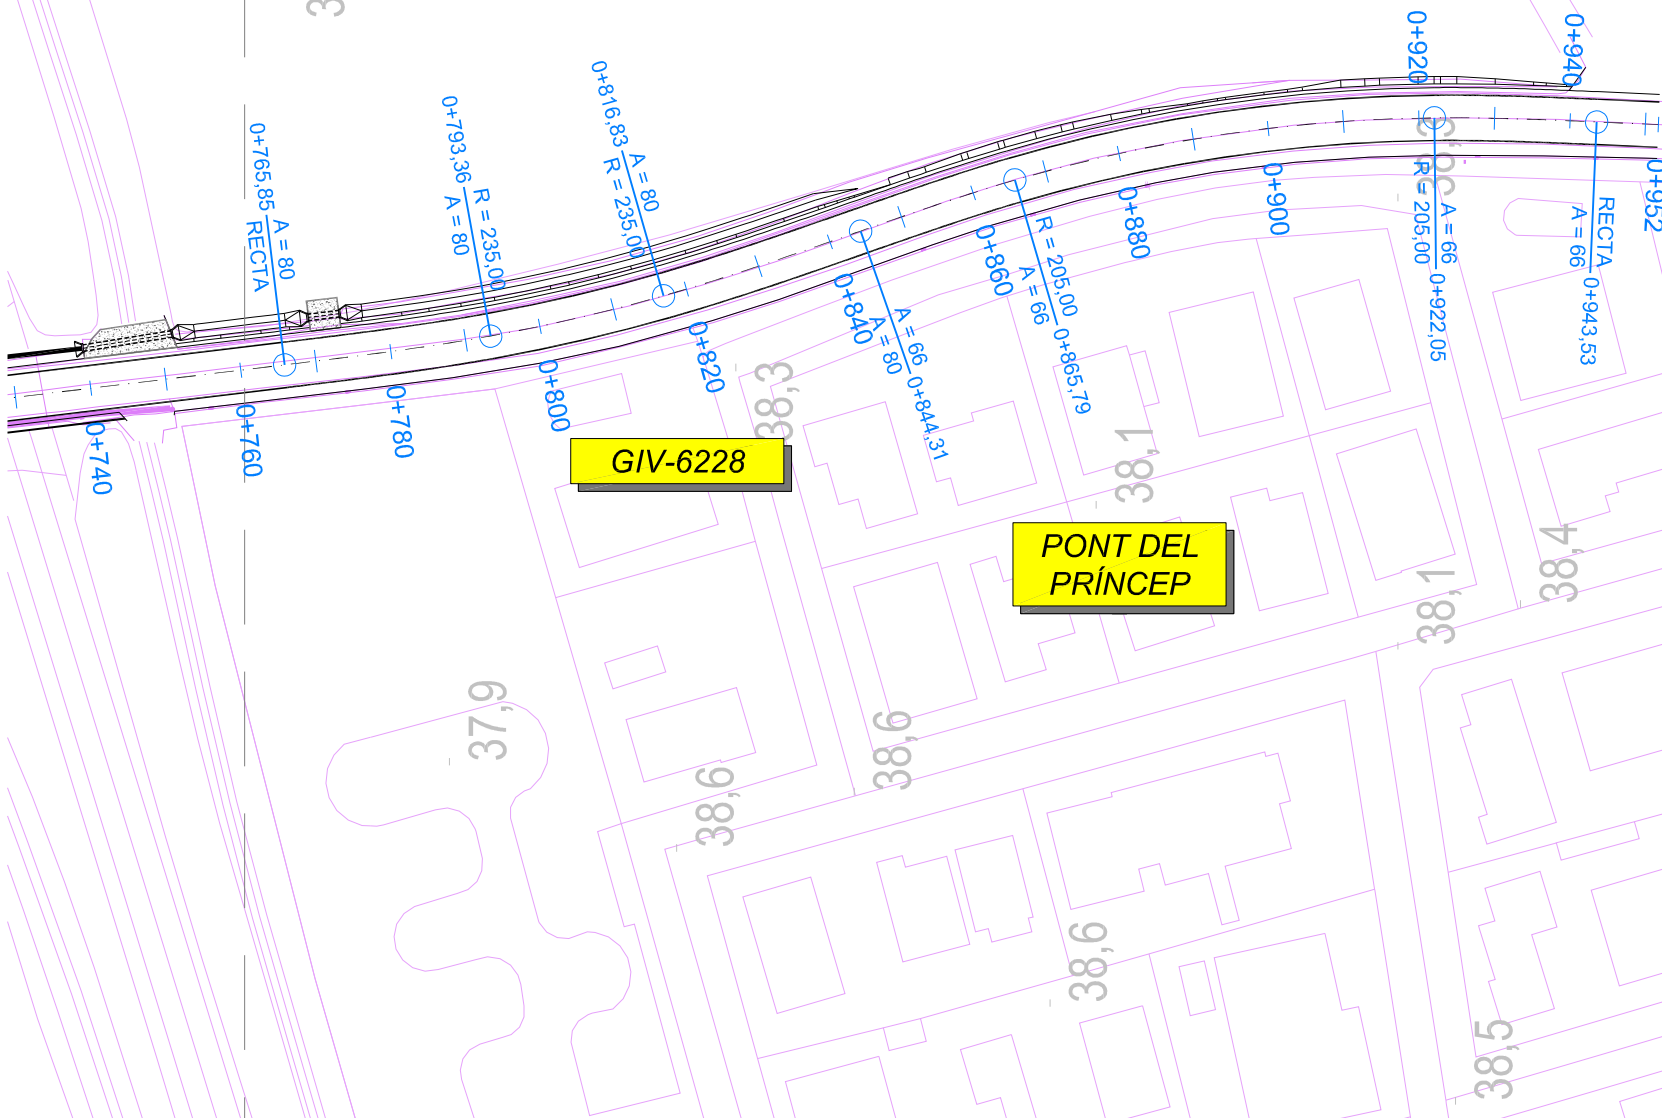 0+765,85
A = 80
RECTA
0+793,36
R = 235,00
A = 80
0+816,83
A = 80
R = 235,00
0+920
0+940
38,3
R = 205,00
A = 66
0+922,05
RECTA
A = 66
0+943,53
0+952
0+880
0+900
R = 205,00
A = 66
0+865,79
0+860
0+840
A = 66
A = 80
0+844,31
0+820
0+800
0+780
0+760
0+740
38,3
GIV-6228
38,1
PONT DEL
PRÍNCEP
38,4
38,1
37,9
38,6
38,6
38,6
38,5